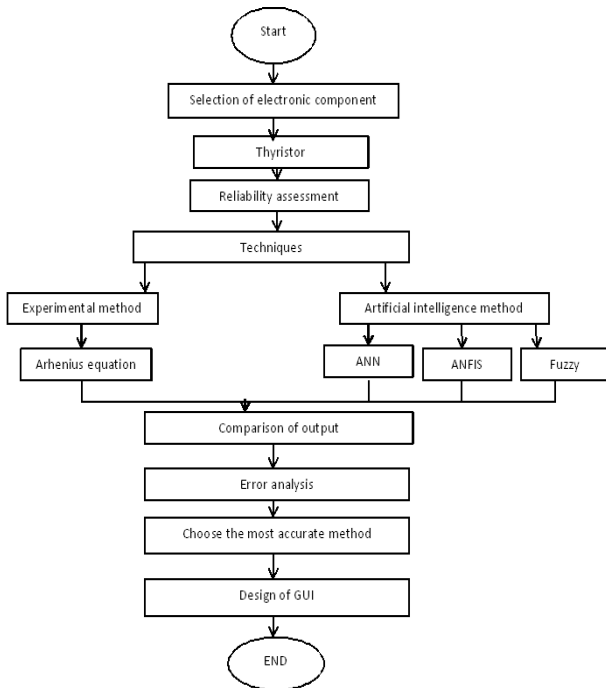 Start
Selection of electronic component
Thyristor
Reliability assessment
Techniques
Experimental method
Artificial intelligence method
Arhenius equation
ANN
ANFIS
Fuzzy
Comparison of output
Error analysis
Choose the most accurate method
Design of GUI
END